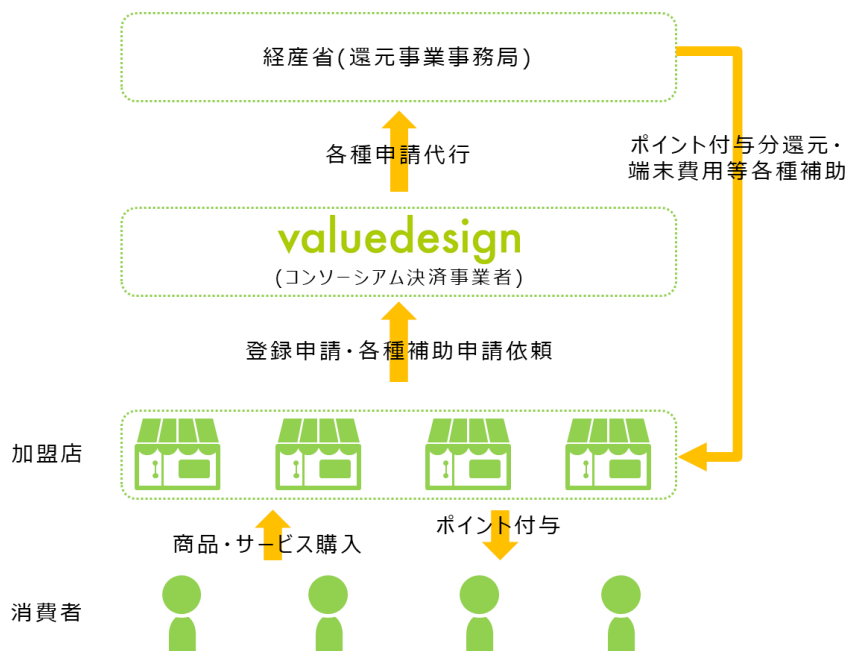 経産省(還元事業事務局)
各種申請代行
ポイント付与分還元・
端末費用等各種補助
valuedesign
(コンソーシアム決済事業者)
登録申請・各種補助申請依頼
加盟店
商品・サービス購入
ポイント付与
消費者